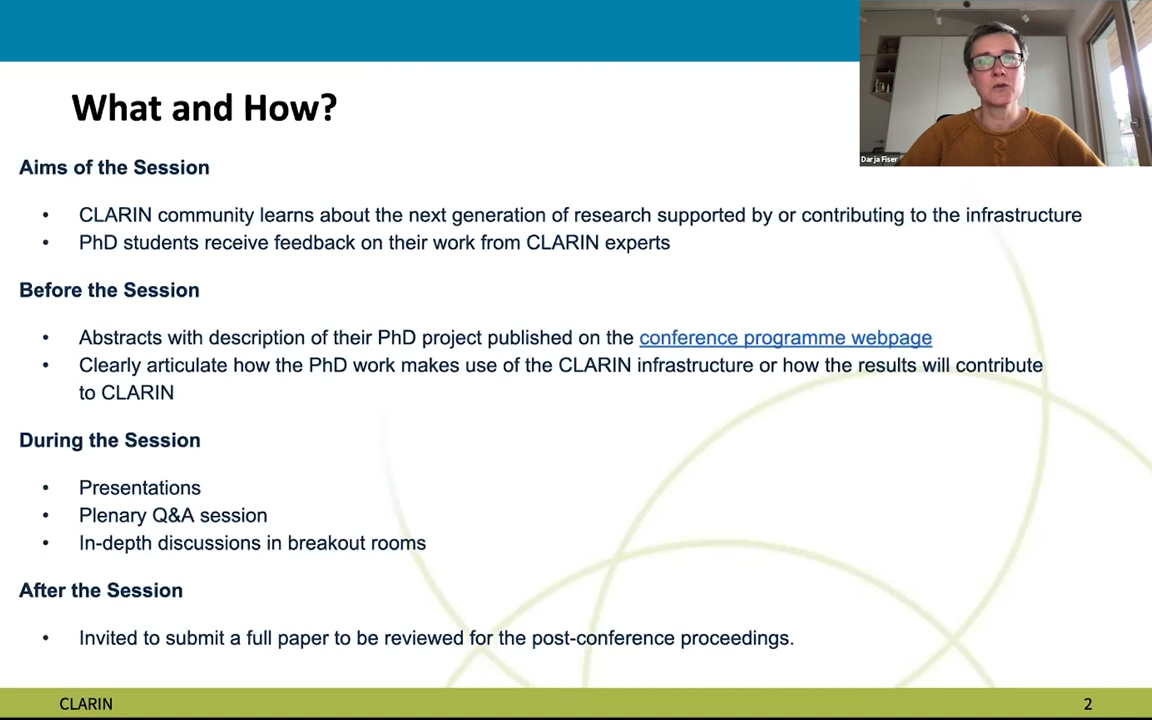 What and How?
Darja Fiser
Aims of the Session
• CLARIN community learns about the next generation of research supported by or contributing to the infrastructure
• PhD students receive feedback on their work from CLARIN experts
Before the Session
• Abstracts with description of their PhD project published on the conference programme webpage
• Clearly articulate how the PhD work makes use of the CLARIN infrastructure or how the results will contribute
to CLARIN
During the Session
• Presentations
• Plenary Q&A session
• In-depth discussions in breakout rooms
After the Session
• Invited to submit a full paper to be reviewed for the post-conference proceedings.
CLARIN
2